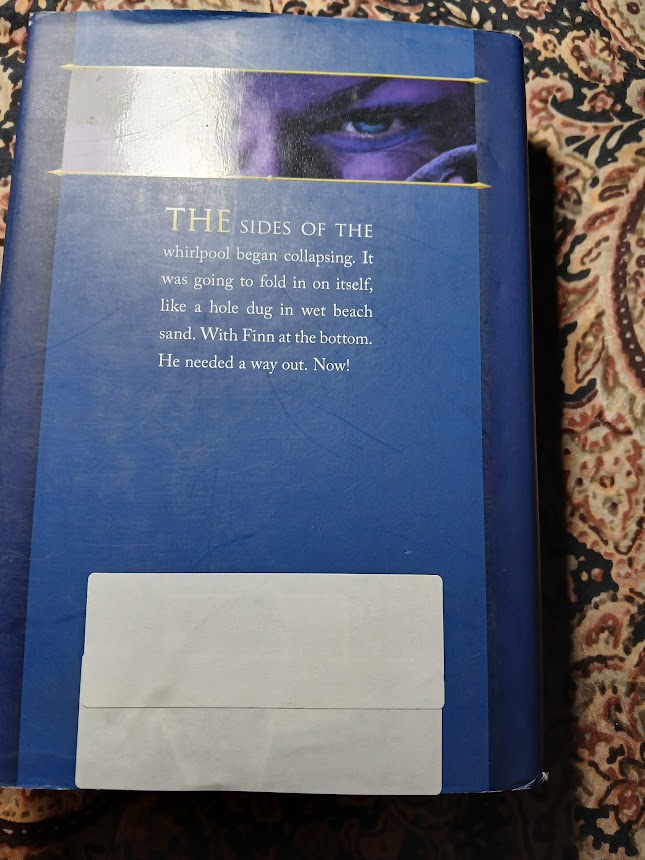 THE SIDES OF THE
whirlpool began collapsing. It
was going to fold in on itself,
like a hole dug in wet beach
sand. With Finn at the bottom.
He needed a way out. Now!